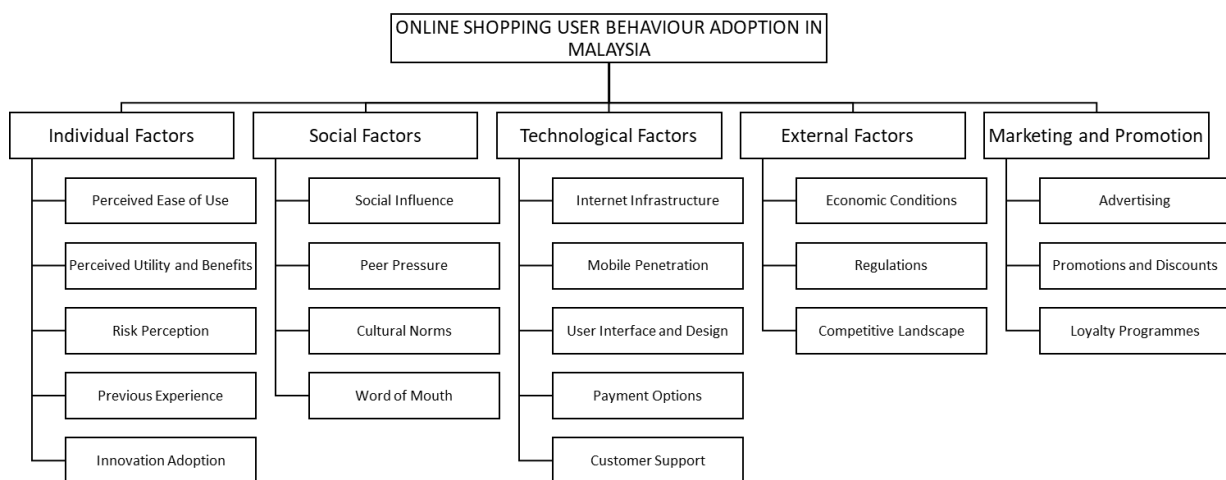 ONLINE SHOPPING USER BEHAVIOUR ADOPTION IN
MALAYSIA
Individual Factors
Perceived Ease of Use
Perceived Utility and Benefits
Risk Perception
Previous Experience
Innovation Adoption
Social Factors
Social Influence
Peer Pressure
Cultural Norms
Word of Mouth
Technological Factors
Internet Infrastructure
Mobile Penetration
User Interface and Design
Payment Options
Customer Support
External Factors
Economic Conditions
Regulations
Competitive Landscape
Marketing and Promotion
Advertising
Promotions and Discounts
Loyalty Programmes